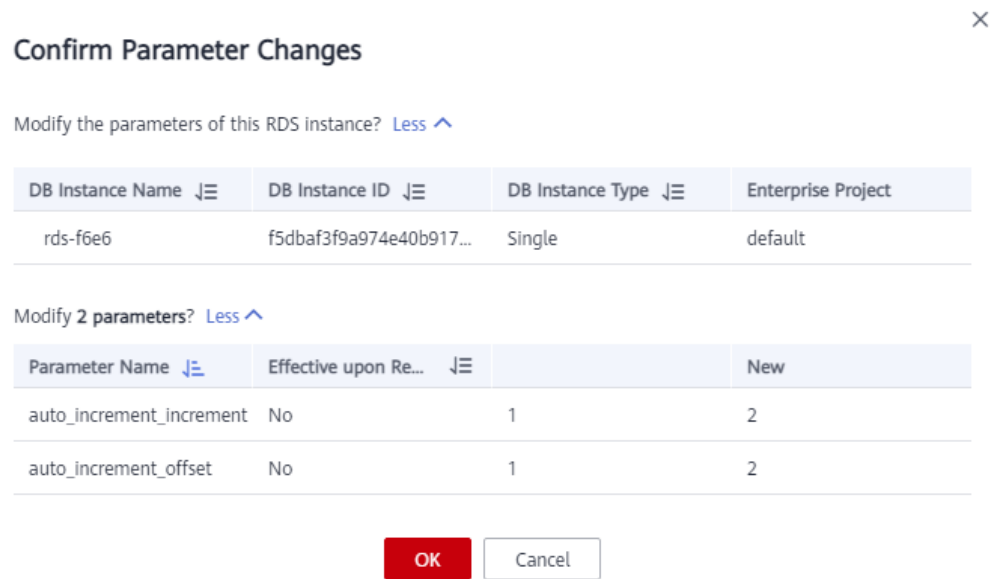 Confirm Parameter Changes
Modify the parameters of this RDS instance? Less
DB Instance Name DB Instance ID DB Instance Type Enterprise Project
rds-f6e6 f5dbaf3f9a974e40b917... Single default
Modify 2 parameters? Less
Parameter Name Effective upon Re... New
auto_increment_increment No 1 2
auto_increment_offset No 1 2
OK Cancel